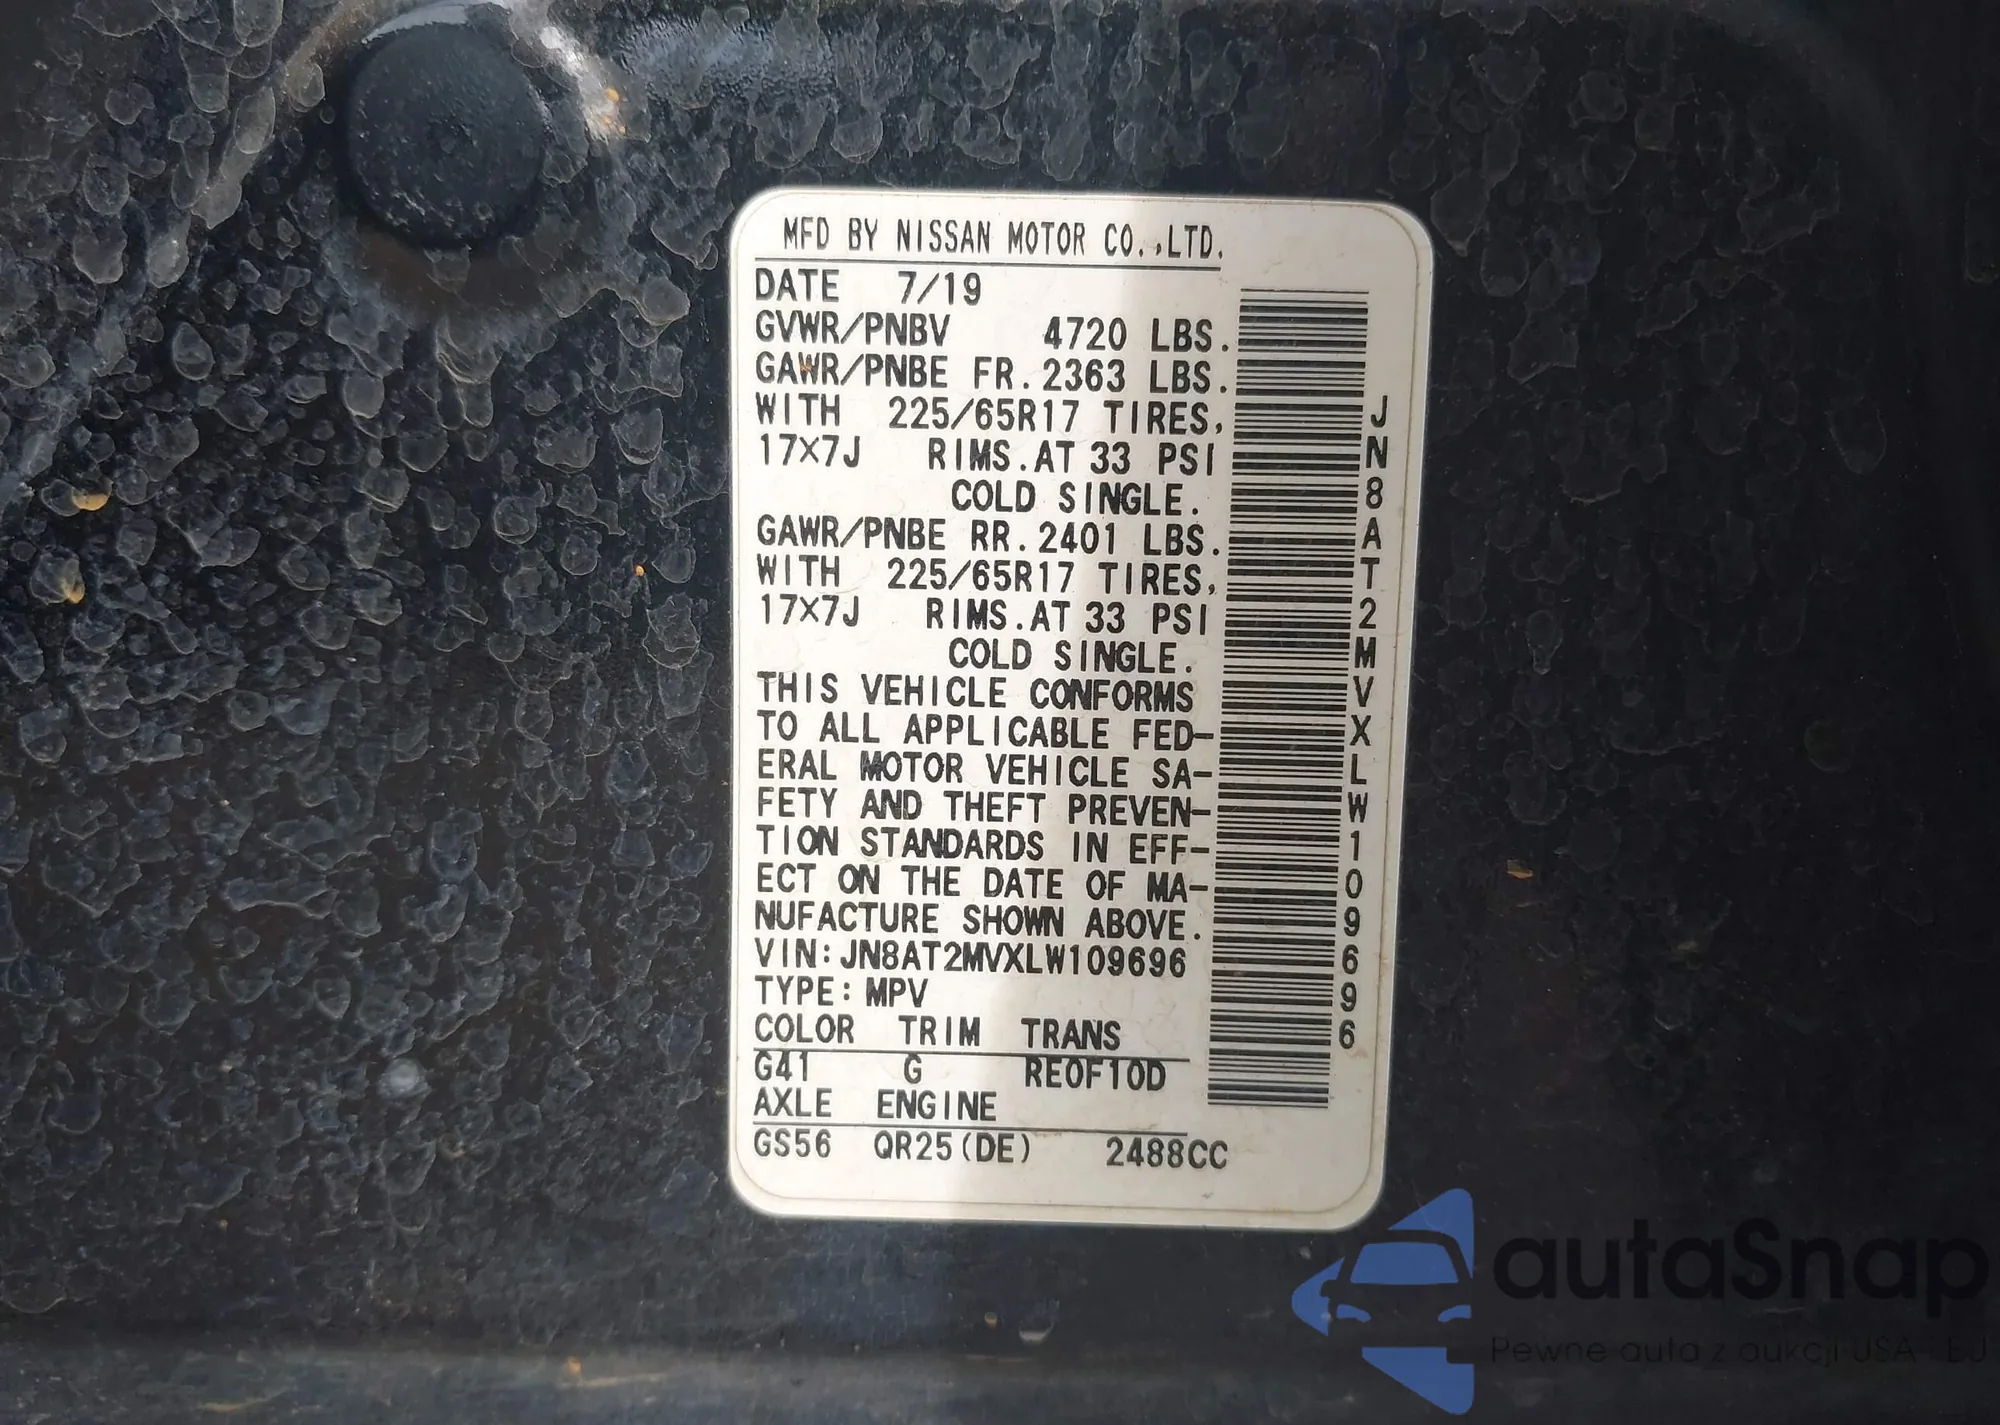 MFD BY NISSAN MOTOR CO.,LTD.
DATE 7/19
GVWR/PNBV 4720 LBS.
GAWR/PNBE FR.2363 LBS.
WITH 225/65R17 TIRES,
17X7J RIMS.AT 33 PSI
COLD SINGLE.
GAWR/PNBE RR.2401 LBS.
WITH 225/65R17 TIRES,
17X7J RIMS.AT 33 PSI
COLD SINGLE.
THIS VEHICLE CONFORMS
TO ALL APPLICABLE FED-
ERAL MOTOR VEHICLE SA-
FETY AND THEFT PREVEN-
TION STANDARDS IN EFF-
ECT ON THE DATE OF MA-
NUFACTURE SHOWN ABOVE.
VIN:JN8AT2MVXLW109696
TYPE:MPV
COLOR TRIM TRANS
G41 G RE0F10D
AXLE ENGINE
GS56 QR25(DE) 2488CC
JN8AT2MVXLW109696
autaSnap
Pewne auta z aukcji USA i EU